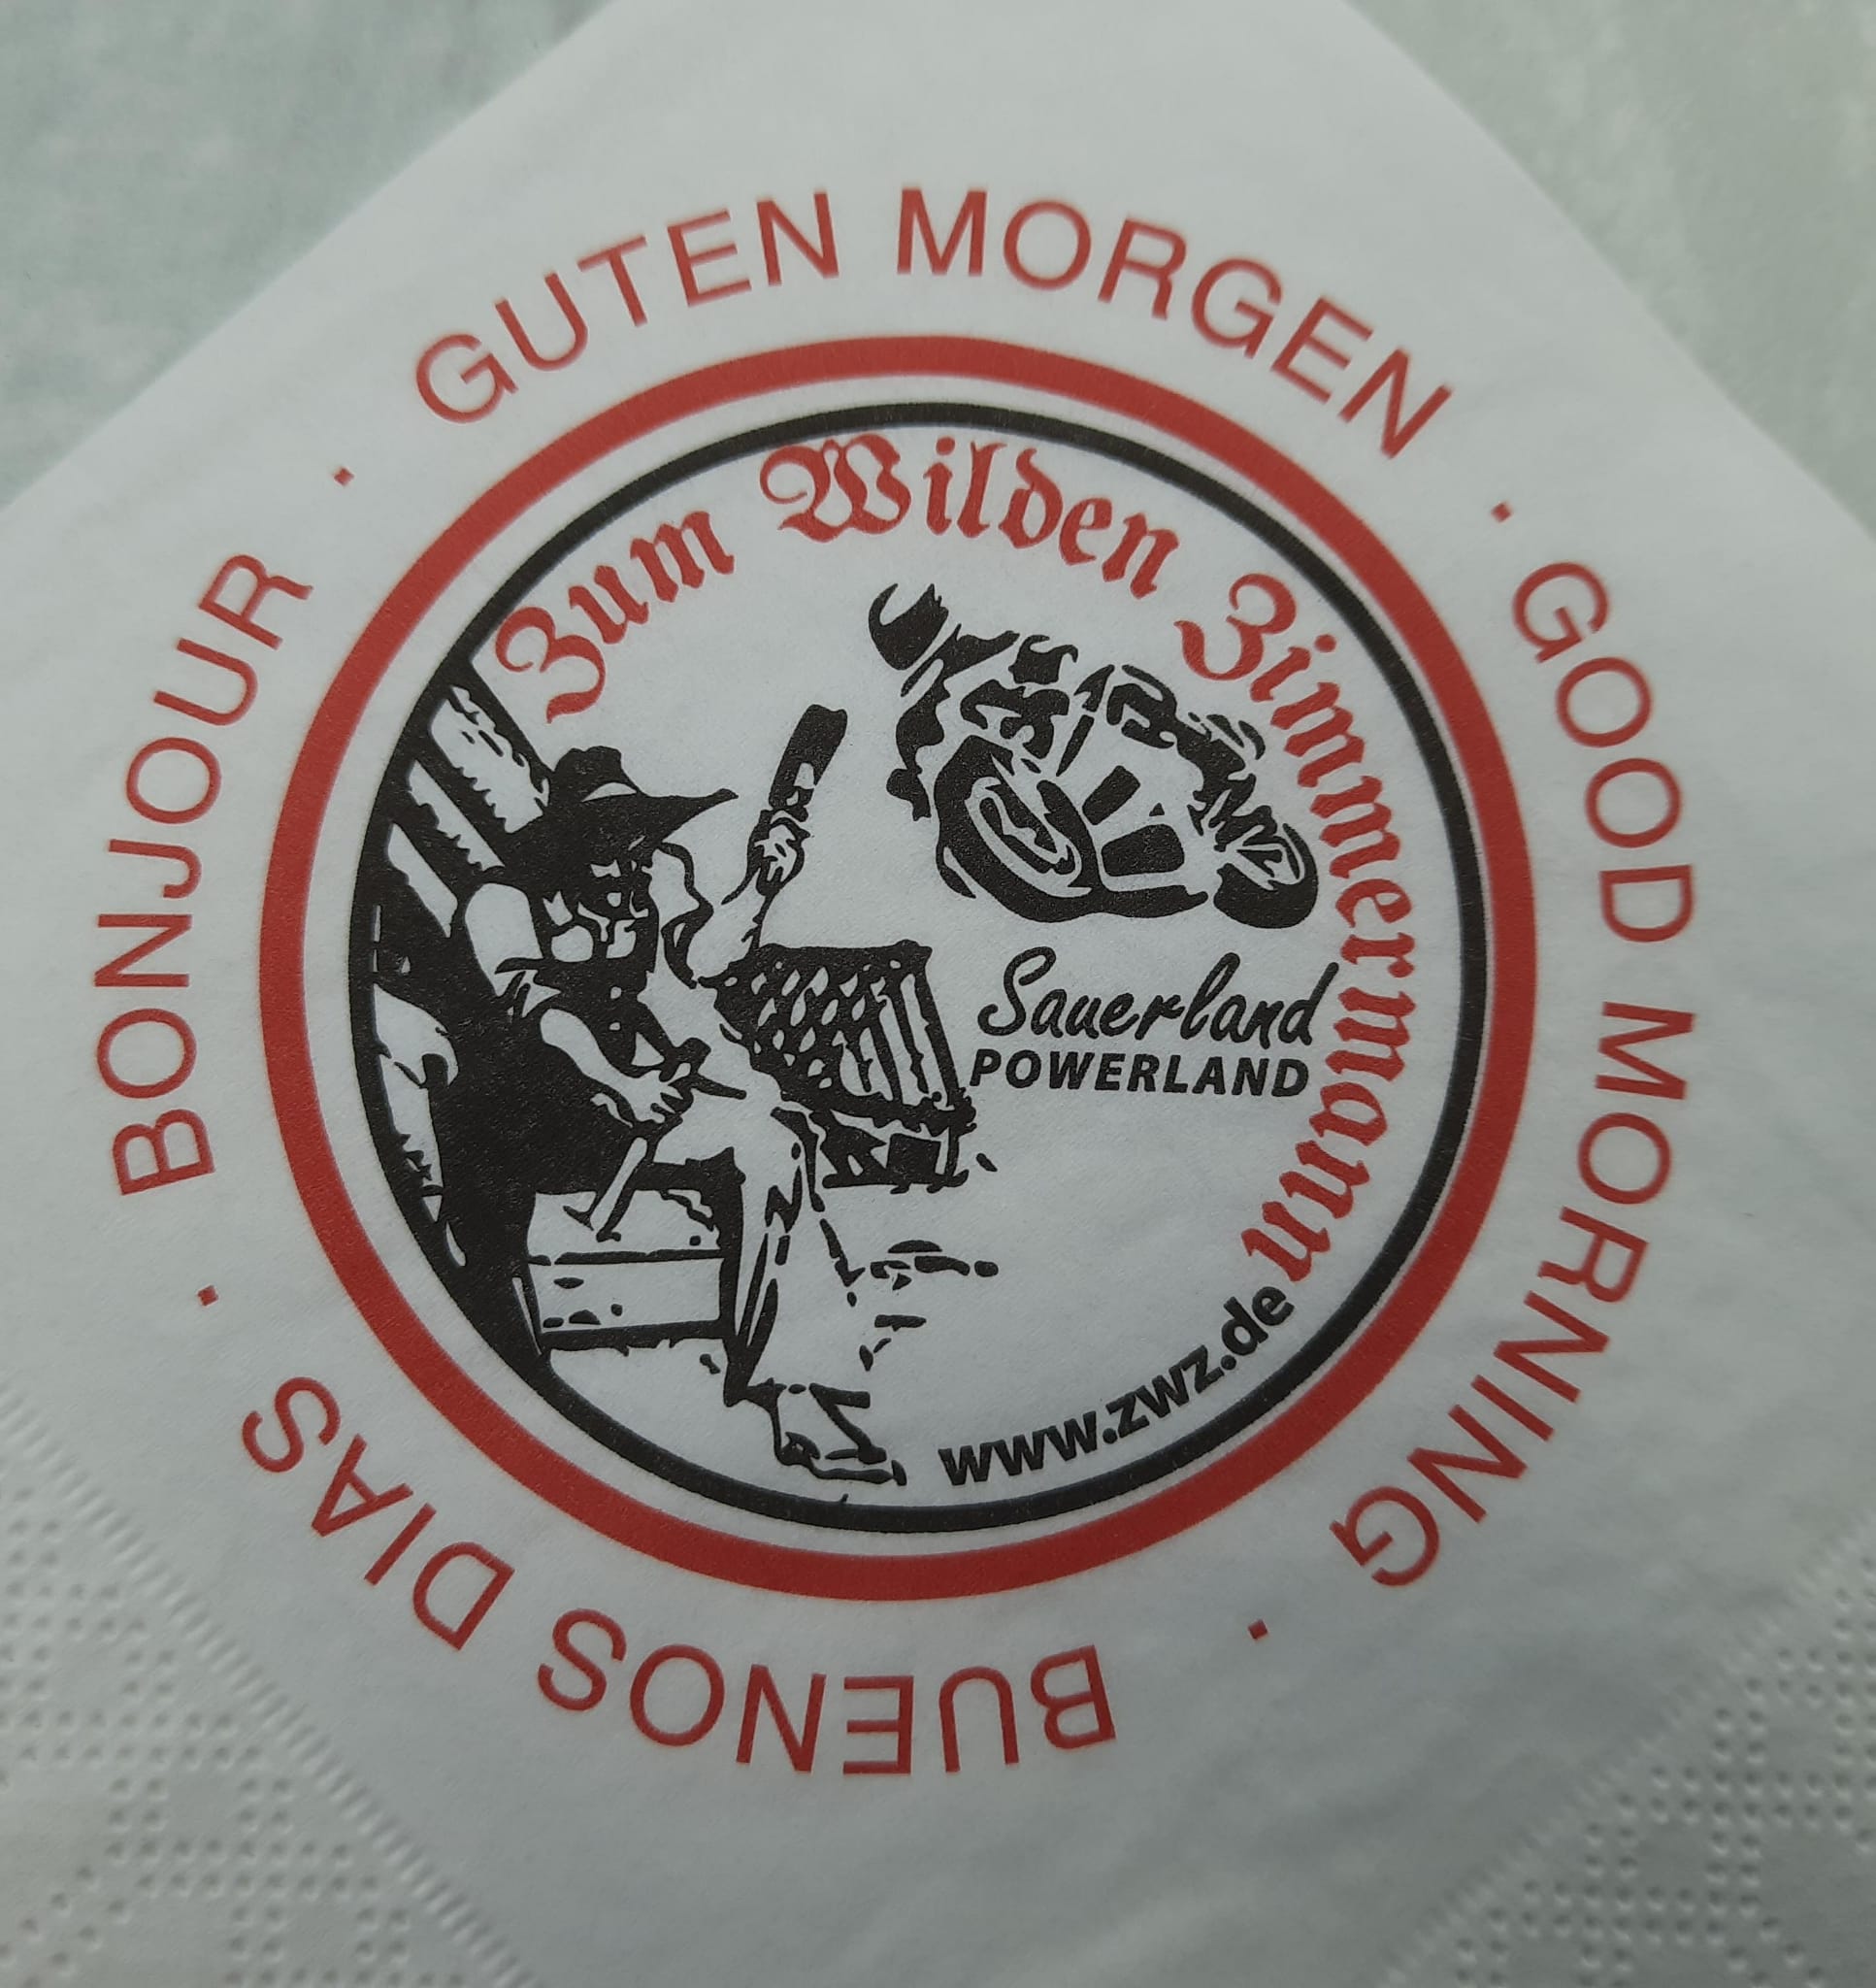 GUTEN MORGEN · GOOD MORNING · BUENOS DIAS · BONJOUR ·
Zum Wilden Zimmermann
Sauerland
POWERLAND
www.zwz.de